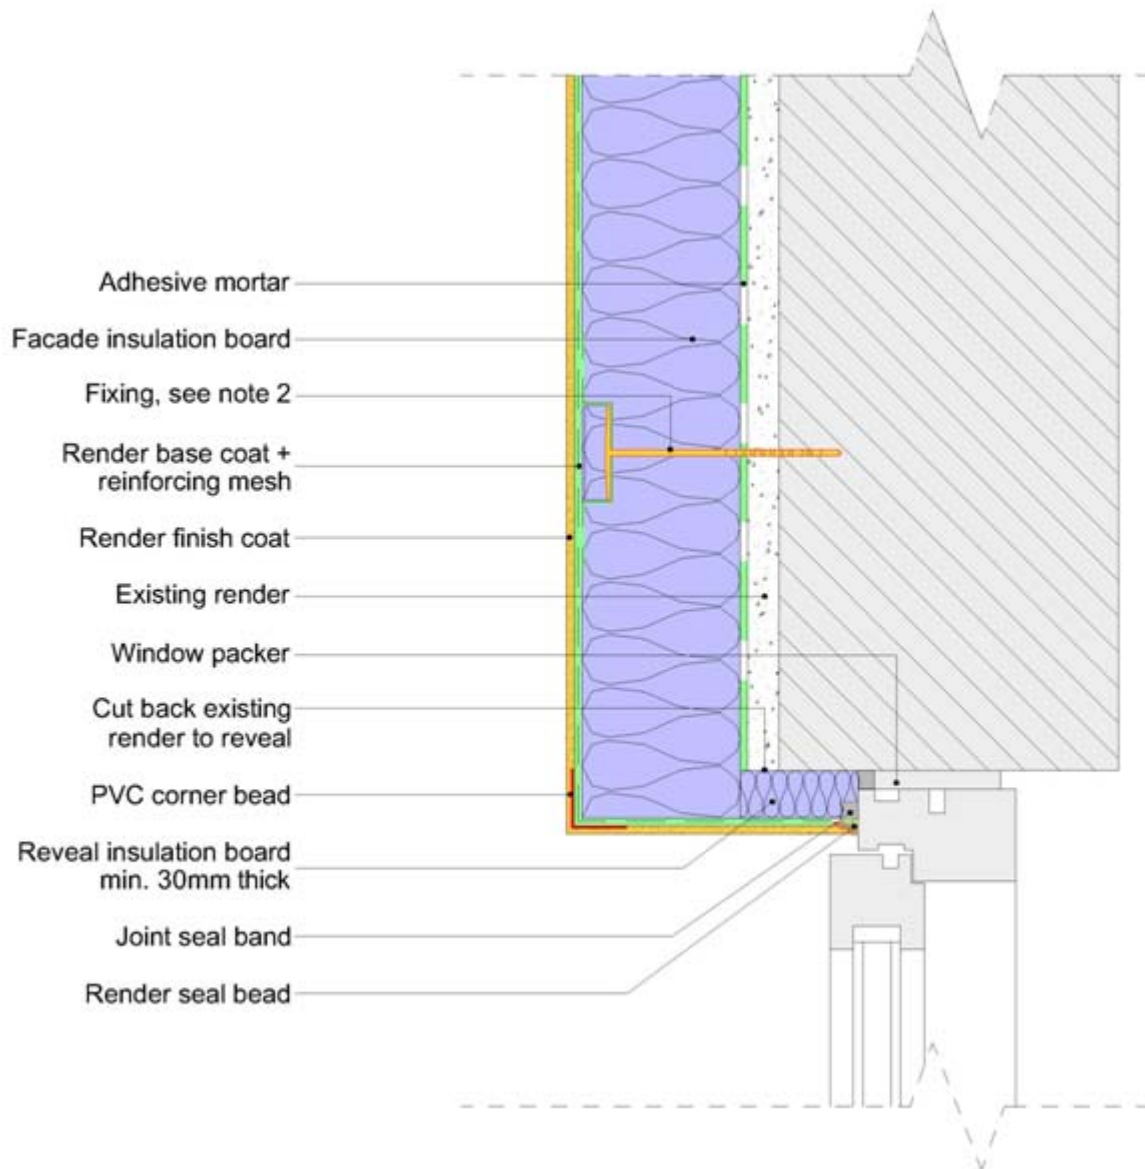 Adhesive mortar
Facade insulation board
Fixing, see note 2
Render base coat +
reinforcing mesh
Render finish coat
Existing render
Window packer
Cut back existing
render to reveal
PVC corner bead
Reveal insulation board
min. 30mm thick
Joint seal band
Render seal bead